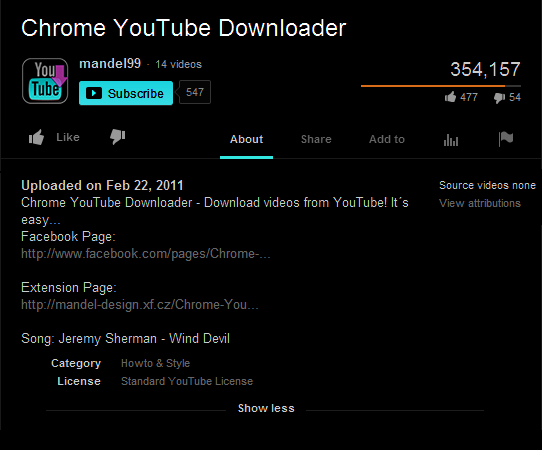 Chrome YouTube Downloader
You
Tube
mandel99 · 14 videos
Subscribe 547
354,157
477 54
Like
About Share Add to
Uploaded on Feb 22, 2011
Source videos none
Chrome YouTube Downloader - Download videos from YouTube! It´s
View attributions
easy...
Facebook Page:
http://www.facebook.com/pages/Chrome-...
Extension Page:
http://mandel-design.xf.cz/Chrome-You...
Song: Jeremy Sherman - Wind Devil
Category Howto & Style
License Standard YouTube License
Show less